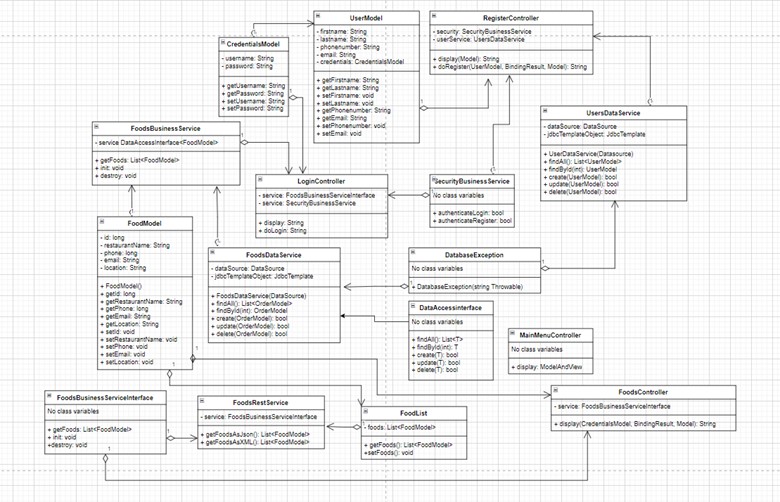 UserModel
- firstname: String
- lastname: String
- phonenumber: String
- email: String
- credentials: CredentialsModel
+ getFirstname: String
+ getLastname: String
+ setFirstname: void
+ setLastname: void
+ getPhonenumber: String
+ getEmail: String
+ setPhonenumber: void
+ setEmail: void
RegisterController
- security: SecurityBusinessService
- userService: UsersDataService
+ display(Model): String
+ doRegister(UserModel, BindingResult, Model): String
CredentialsModel
- username: String
- password: String
+ getUsername: String
+ getPassword: String
+ setUsername: String
+ setPassword: String
UsersDataService
- dataSource: DataSource
- jdbcTemplateObject: JdbcTemplate
+ UserDataService(Datasource)
+ findAll(): List<UserModel>
+ findById(int): UserModel
+ create(UserModel): bool
+ update(UserModel): bool
+ delete(UserModel): bool
FoodsBusinessService
- service DataAccessInterface<FoodModel>
+ getFoods: List<FoodModel>
+ init: void
+ destroy: void
LoginController
- service: FoodsBusinessServiceInterface
- service: SecurityBusinessService
+ display: String
+ doLogin: String
SecurityBusinessService
No class variables
+ authenticateLogin: bool
+ authenticateRegister: bool
FoodModel
- id: long
- restaurantName: String
- phone: long
- email: String
- location: String
+ FoodModel()
+ getId: long
+ getRestaurantName: String
+ getPhone: long
+ getEmail: String
+ getLocation: String
+ setId: void
+ setRestaurantName: void
+ setPhone: void
+ setEmail: void
+ setLocation: void
FoodsDataService
- dataSource: DataSource
- jdbcTemplateObject: JdbcTemplate
+ FoodsDataService(DataSource)
+ findAll(): List<OrderModel>
+ findById(int): OrderModel
+ create(OrderModel): bool
+ update(OrderModel): bool
+ delete(OrderModel): bool
DatabaseException
No class variables
+ DatabaseException(string Throwable)
DataAccessinterface
No class variables
+ findAll(): List<T>
+ findById(int): T
+ create(T): bool
+ update(T): bool
+ delete(T): bool
MainMenuController
No class variables
+ display: ModelAndView
FoodsBusinessServiceInterface
No class variables
+ getFoods: List<FoodModel>
+ init: void
+destroy: void
FoodsRestService
- service: FoodsBusinessServiceInterface
+ getFoodsAsJson(): List<FoodModel>
+ getFoodsAsXML(): List<FoodModel>
FoodList
- foods: List<FoodModel>
+ getFoods(): List<FoodModel>
+setFoods(): void
FoodsController
- service: FoodsBusinessServiceInterface
+ display(CredentialsModel, BindingResult, Model): String